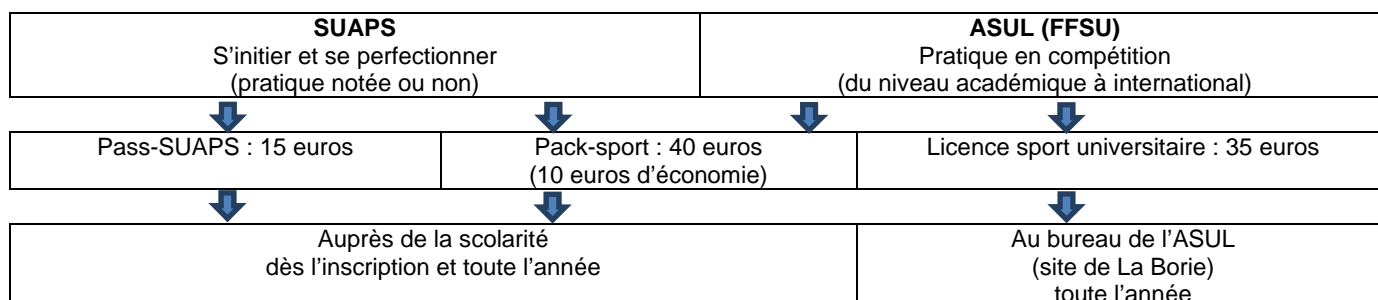 SUAPS
S’initier et se perfectionner
(pratique notée ou non)
ASUL (FFSU)
Pratique en compétition
(du niveau académique à international)
Pass-SUAPS : 15 euros
Pack-sport : 40 euros
(10 euros d’économie)
Licence sport universitaire : 35 euros
Auprès de la scolarité
dès l’inscription et toute l’année
Au bureau de l’ASUL
(site de La Borie)
toute l’année